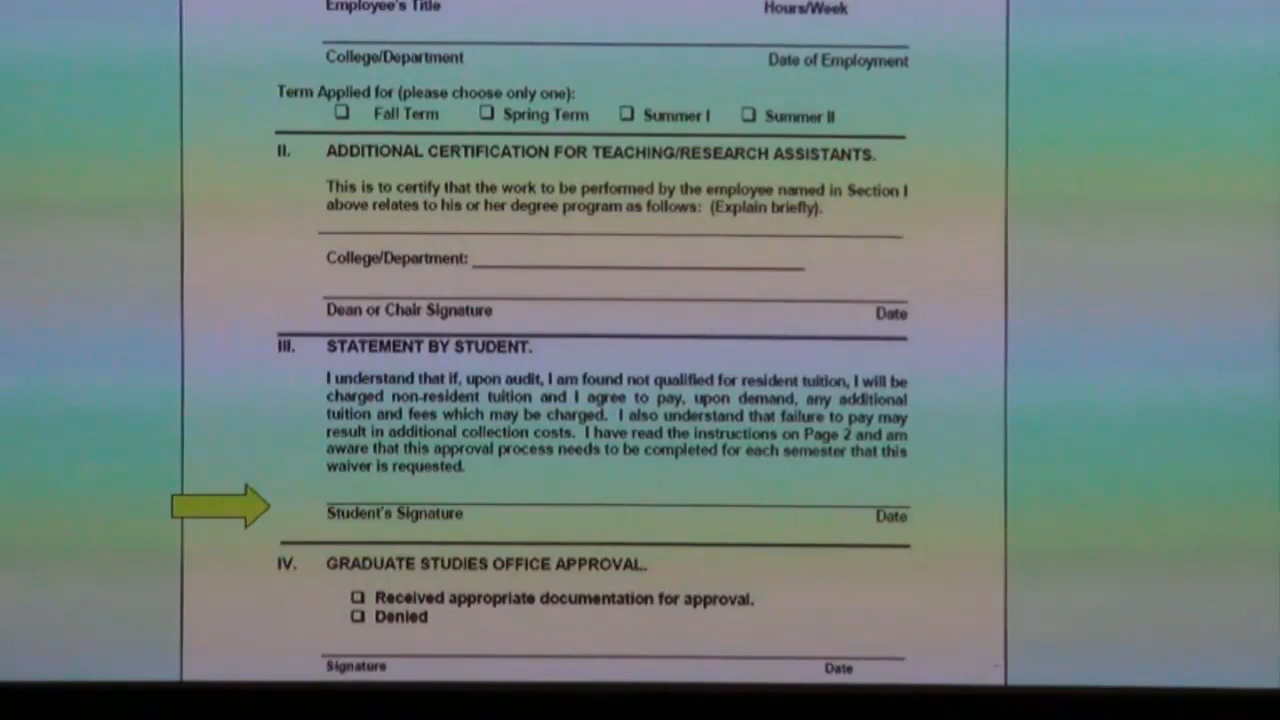 Employee's Title Hours/Week
College/Department Date of Employment
Term Applied for (please choose only one):
❑ Fall Term ❑ Spring Term ❑ Summer I ❑ Summer II
II. ADDITIONAL CERTIFICATION FOR TEACHING/RESEARCH ASSISTANTS.
This is to certify that the work to be performed by the employee named in Section I
above relates to his or her degree program as follows: (Explain briefly).
College/Department:
Dean or Chair Signature Date
III. STATEMENT BY STUDENT.
I understand that if, upon audit, I am found not qualified for resident tuition, I will be
charged non-resident tuition and I agree to pay, upon demand, any additional
tuition and fees which may be charged. I also understand that failure to pay may
result in additional collection costs. I have read the instructions on Page 2 and am
aware that this approval process needs to be completed for each semester that this
waiver is requested.
Student's Signature Date
IV. GRADUATE STUDIES OFFICE APPROVAL.
❑ Received appropriate documentation for approval.
❑ Denied
Signature Date